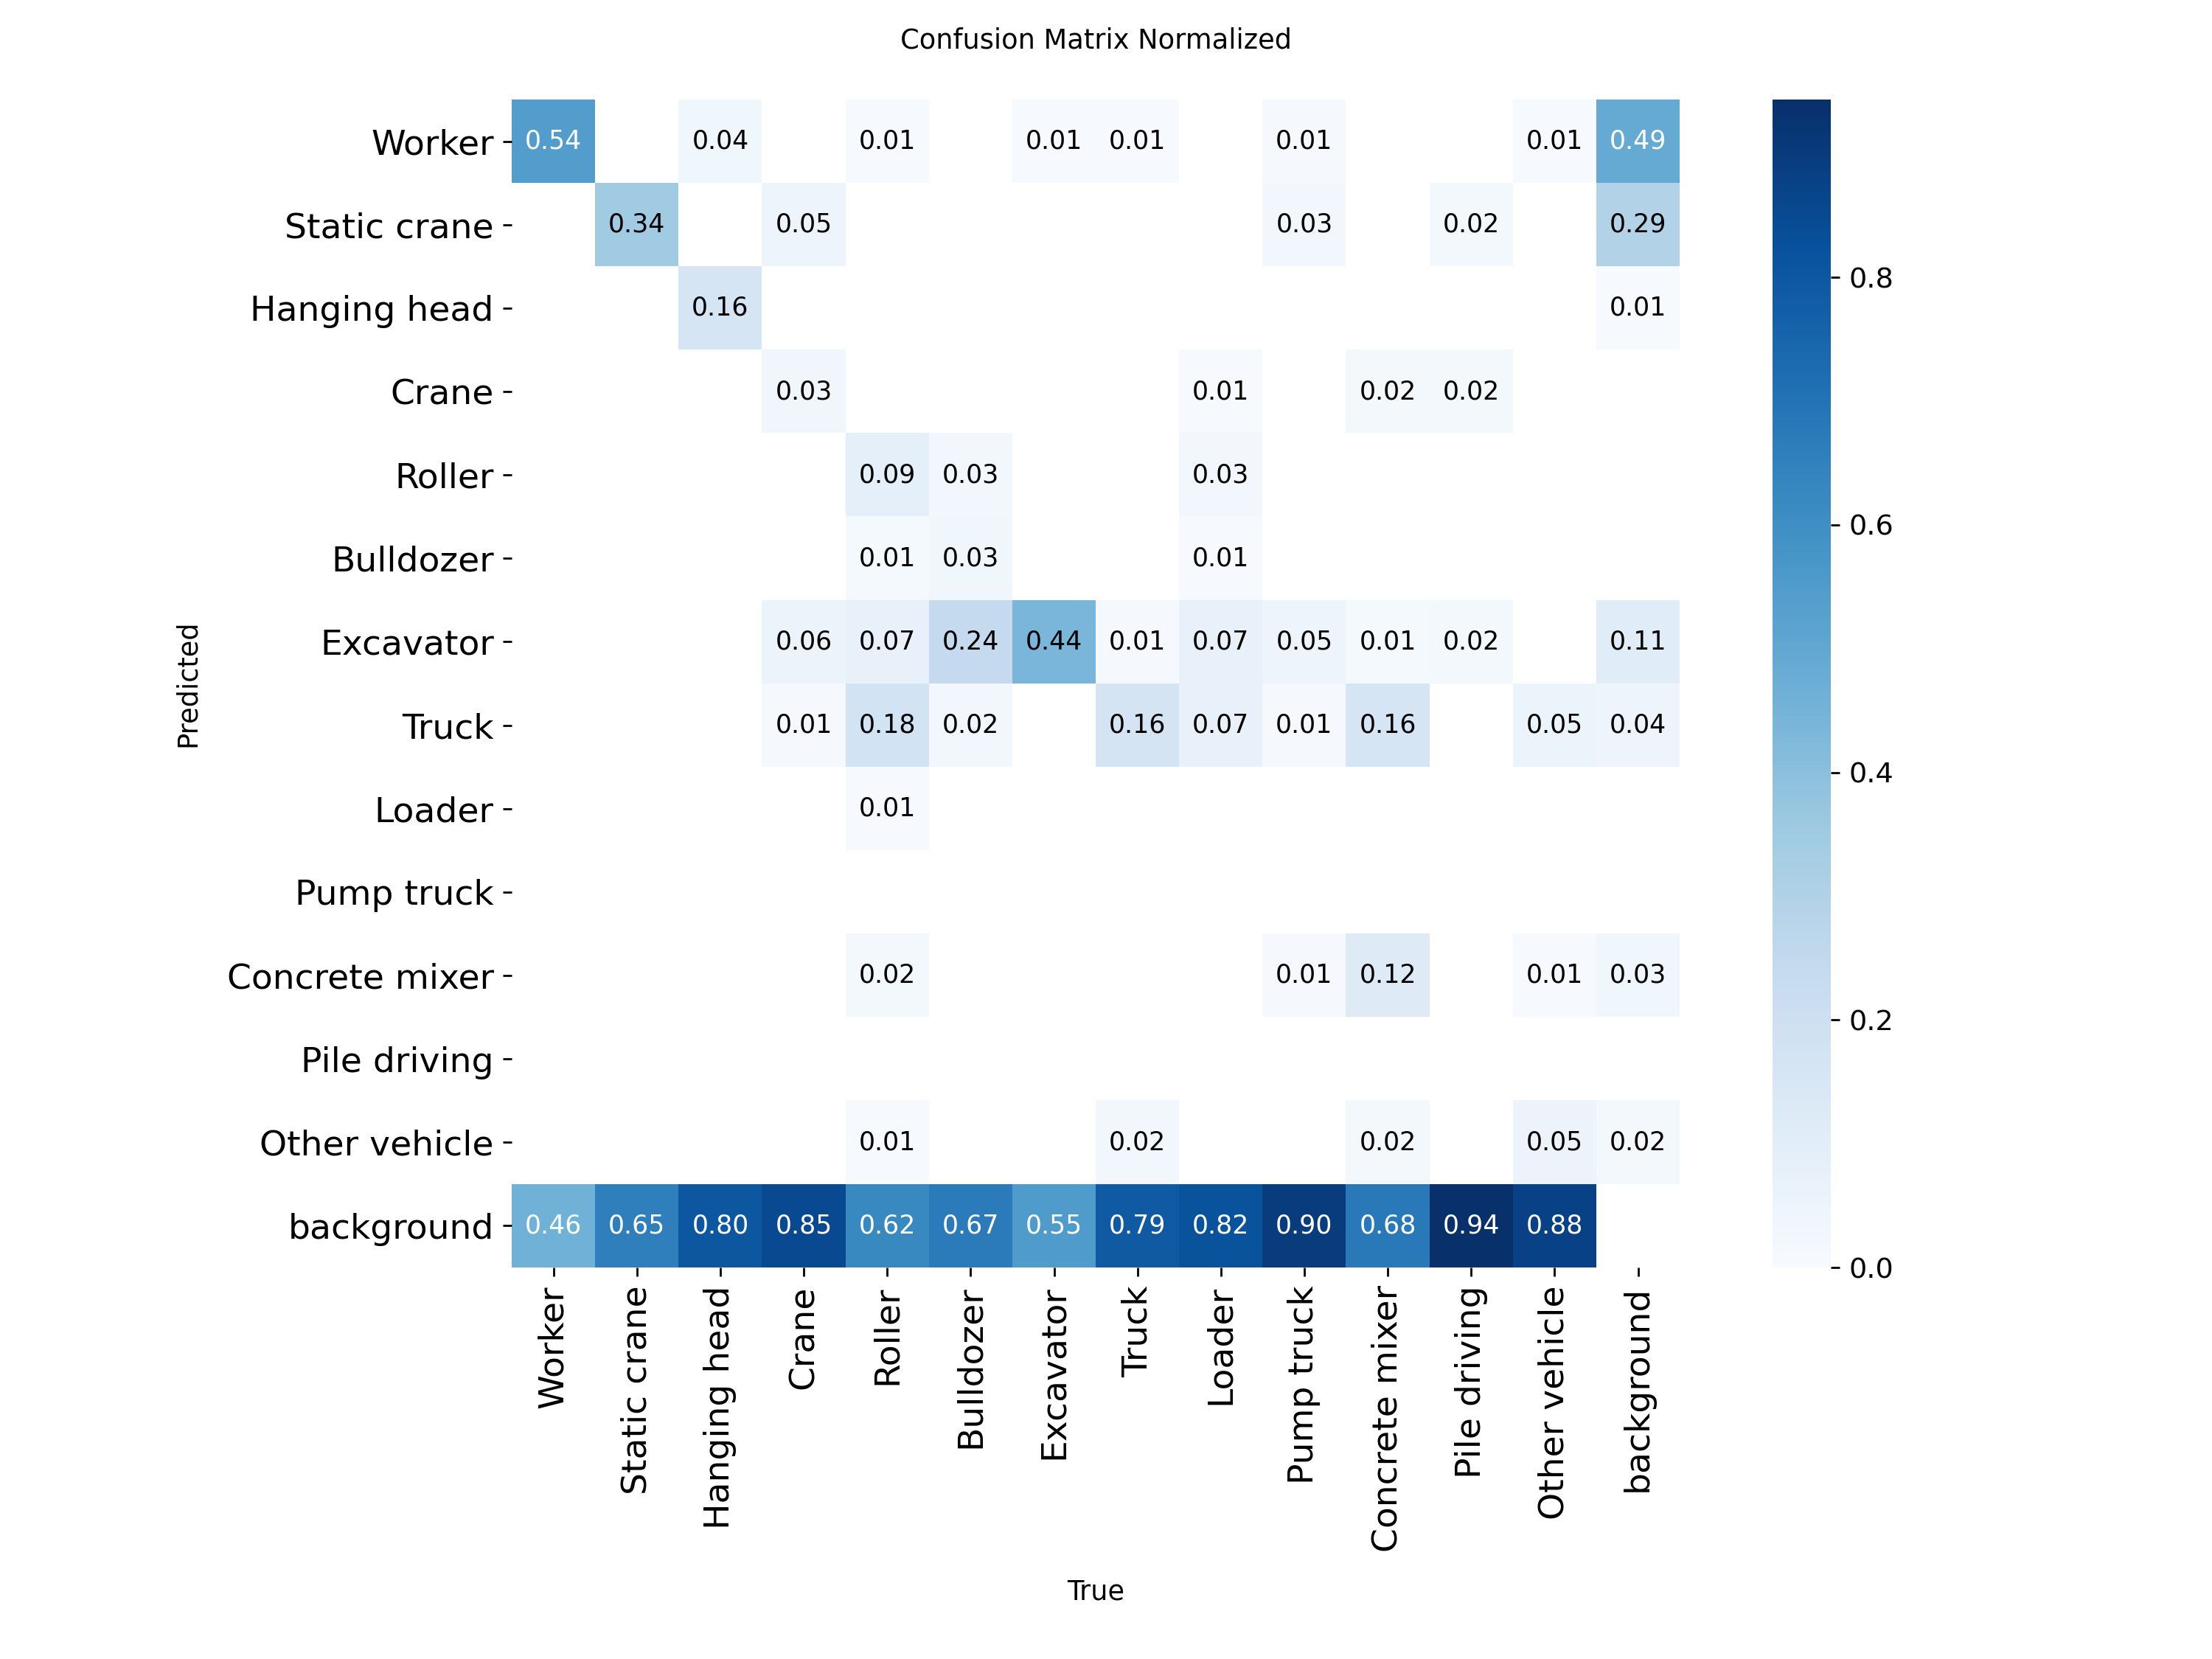 Confusion Matrix Normalized
Worker 0.54 0.04 0.01 0.01 0.01 0.01 0.01 0.49
Static crane 0.34 0.05 0.03 0.02 0.29
Hanging head 0.16 0.01
Crane 0.03 0.01 0.02 0.02
Roller 0.09 0.03 0.03
Bulldozer 0.01 0.03 0.01
Excavator 0.06 0.07 0.24 0.44 0.01 0.07 0.05 0.01 0.02 0.11
Truck 0.01 0.18 0.02 0.16 0.07 0.01 0.16 0.05 0.04
Loader 0.01
Pump truck
Concrete mixer 0.02 0.01 0.12 0.01 0.03
Pile driving
Other vehicle 0.01 0.02 0.02 0.05 0.02
background 0.46 0.65 0.80 0.85 0.62 0.67 0.55 0.79 0.82 0.90 0.68 0.94 0.88
Predicted
Worker
Static crane
Hanging head
Crane
Roller
Bulldozer
Excavator
Truck
Loader
Pump truck
Concrete mixer
Pile driving
Other vehicle
background
True
0.8
0.6
0.4
0.2
0.0